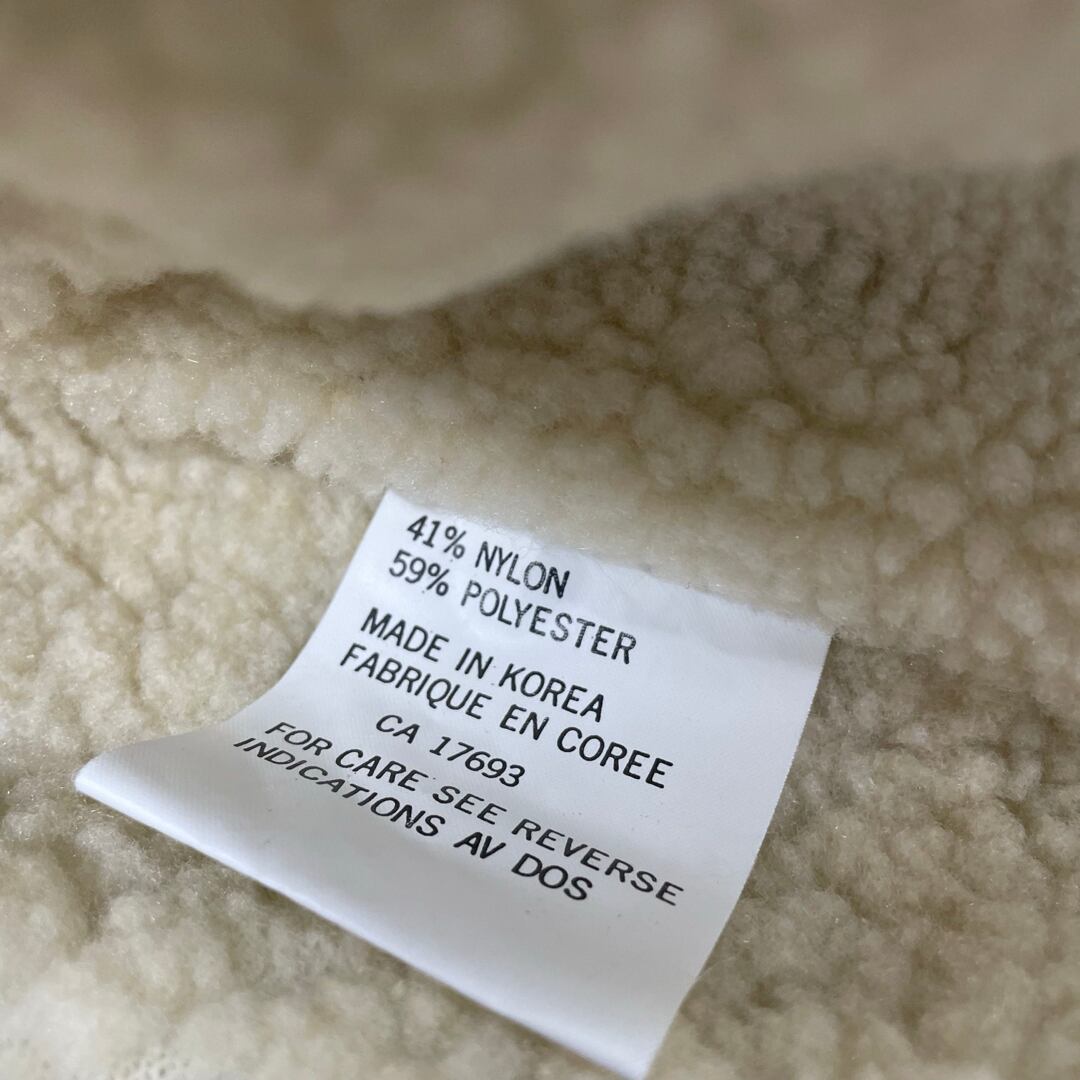 41% NYLON
59% POLYESTER
MADE IN KOREA
FABRIQUE EN COREE
CA 17693
FOR CARE SEE REVERSE
INDICATIONS AV DOS